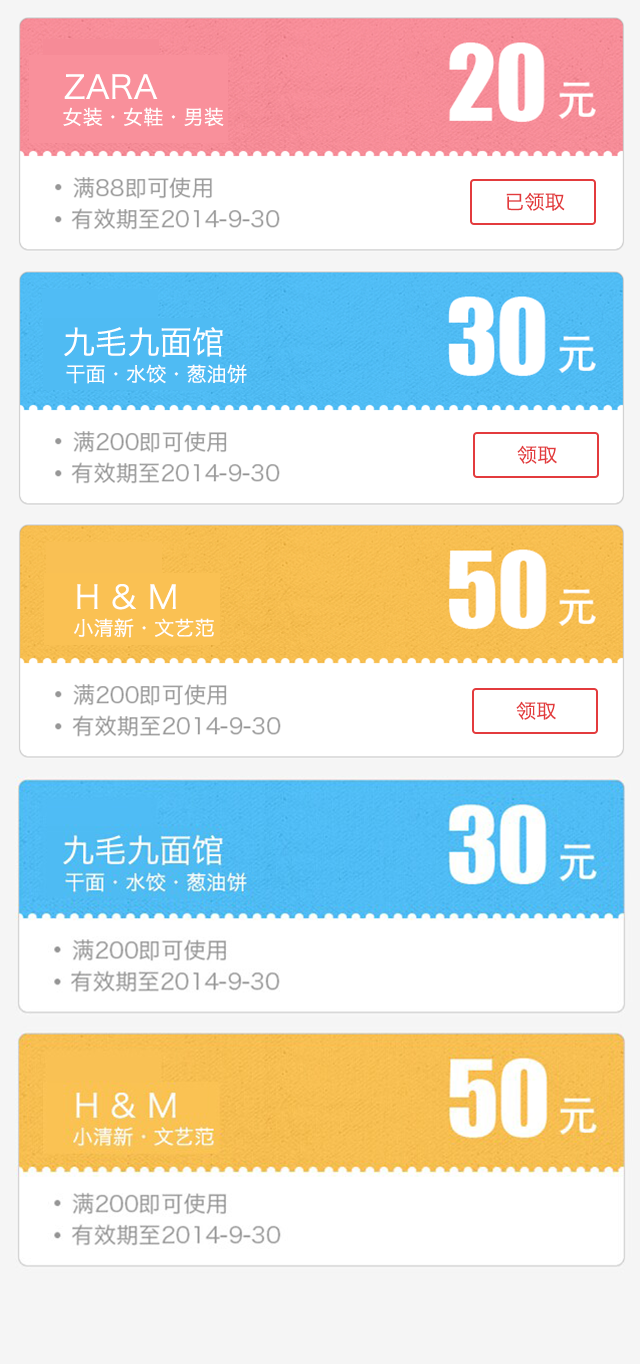 ZARA
女装 · 女鞋 · 男装
20 元
• 满88即可使用
• 有效期至2014-9-30
已领取
九毛九面馆
干面 · 水饺 · 葱油饼
30 元
• 满200即可使用
• 有效期至2014-9-30
领取
H & M
小清新 · 文艺范
50 元
• 满200即可使用
• 有效期至2014-9-30
领取
九毛九面馆
干面 · 水饺 · 葱油饼
30 元
• 满200即可使用
• 有效期至2014-9-30
H & M
小清新 · 文艺范
50 元
• 满200即可使用
• 有效期至2014-9-30